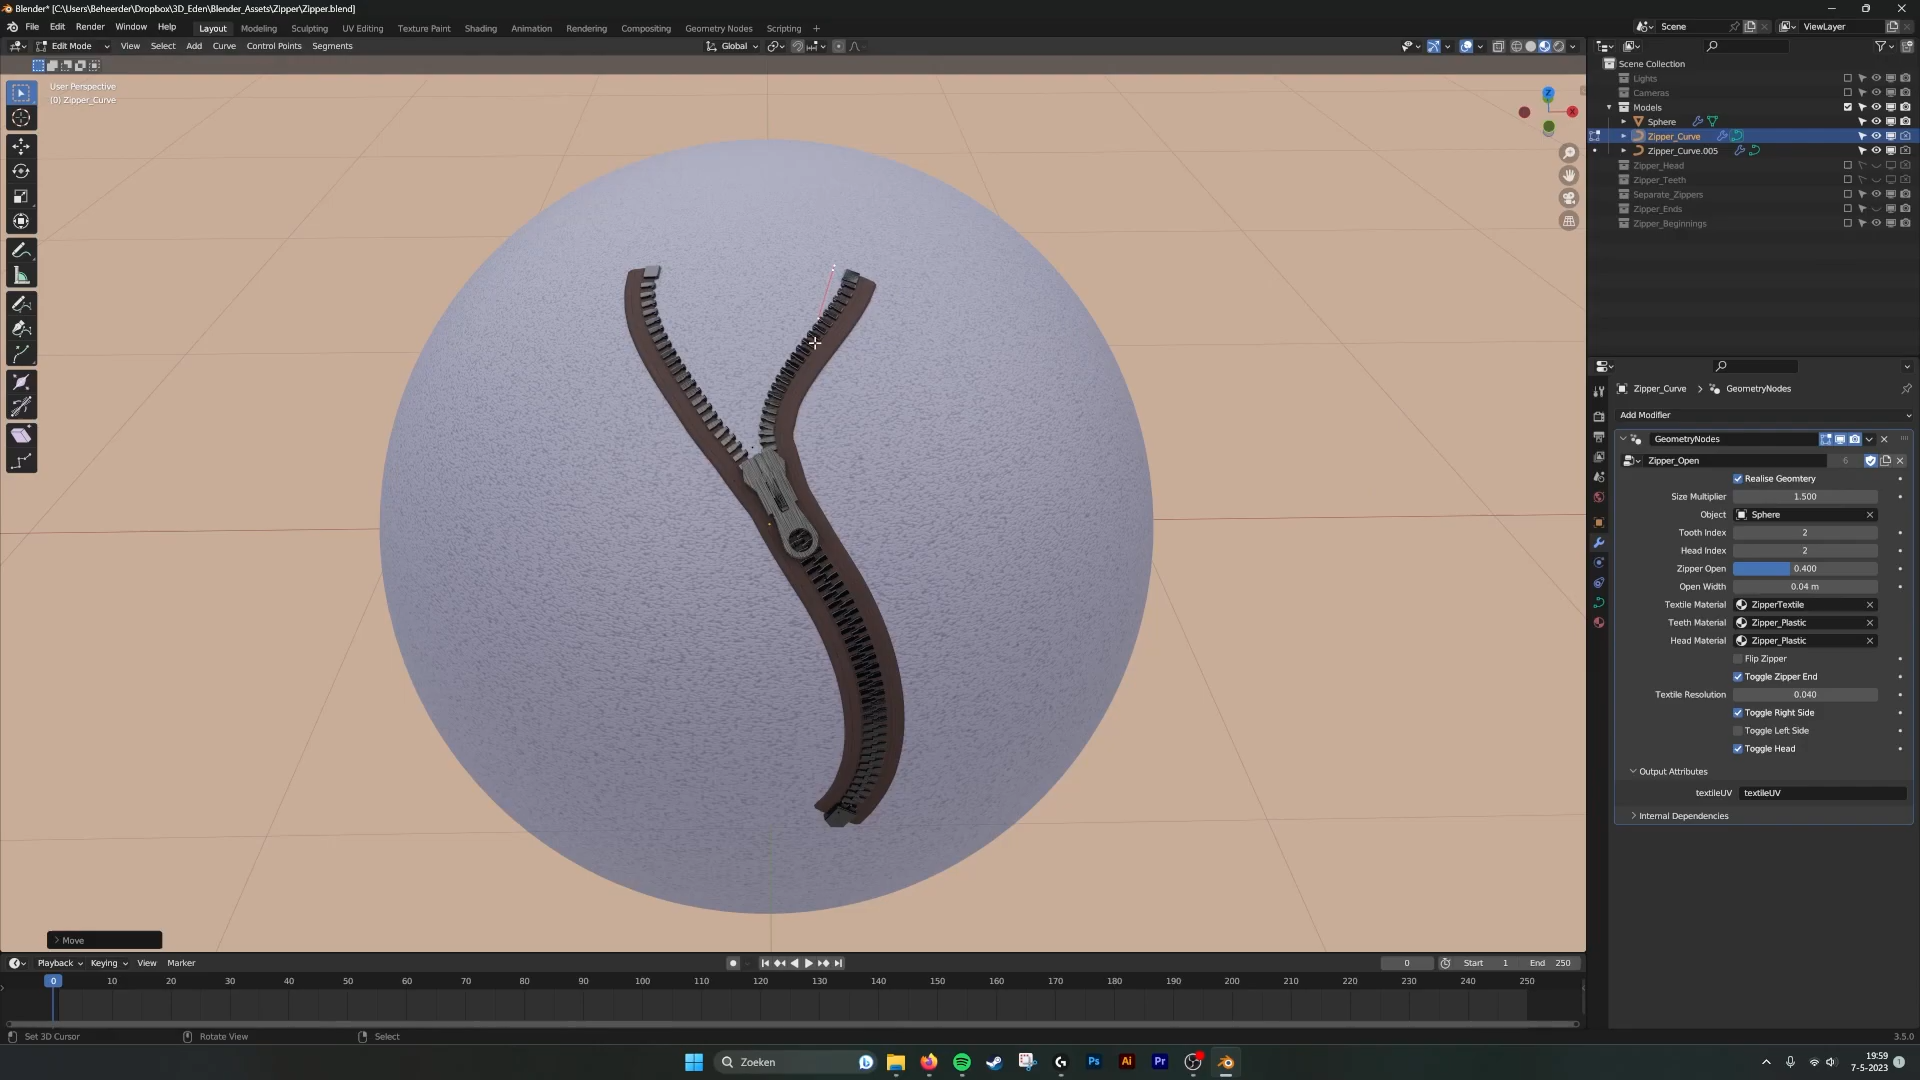 Blender* [C:\Users\Beheerder\Dropbox\3D_Eden\Blender_Assets\Zipper\Zipper.blend]
File Edit Render Window Help Layout Modeling Sculpting UV Editing Texture Paint Shading Animation Rendering Compositing Geometry Nodes Scripting + Scene ViewLayer
Edit Mode View Select Add Curve Control Points Segments Global
User Perspective
(0) Zipper_Curve
Z
X
Scene Collection
Lights
Cameras
Models
Sphere
Zipper_Curve
Zipper_Curve.005
Zipper_Head
Zipper_Teeth
Separate_Zippers
Zipper_Ends
Zipper_Beginnings
Zipper_Curve > GeometryNodes
Add Modifier
GeometryNodes
Zipper_Open 6
Realise Geomtery
Size Multiplier 1.500
Object Sphere
Tooth Index 2
Head Index 2
Zipper Open 0.400
Open Width 0.04 m
Textile Material ZipperTextile
Teeth Material Zipper_Plastic
Head Material Zipper_Plastic
Flip Zipper
Toggle Zipper End
Textile Resolution 0.040
Toggle Right Side
Toggle Left Side
Toggle Head
Output Attributes
textileUV textileUV
Internal Dependencies
Move
Playback Keying View Marker 0 Start 1 End 250
0 10 20 30 40 50 60 70 80 90 100 110 120 130 140 150 160 170 180 190 200 210 220 230 240 250
Set 3D Cursor Rotate View Select 3.5.0
Zoeken Ps Ai Pr 19:59
7-5-2023 1